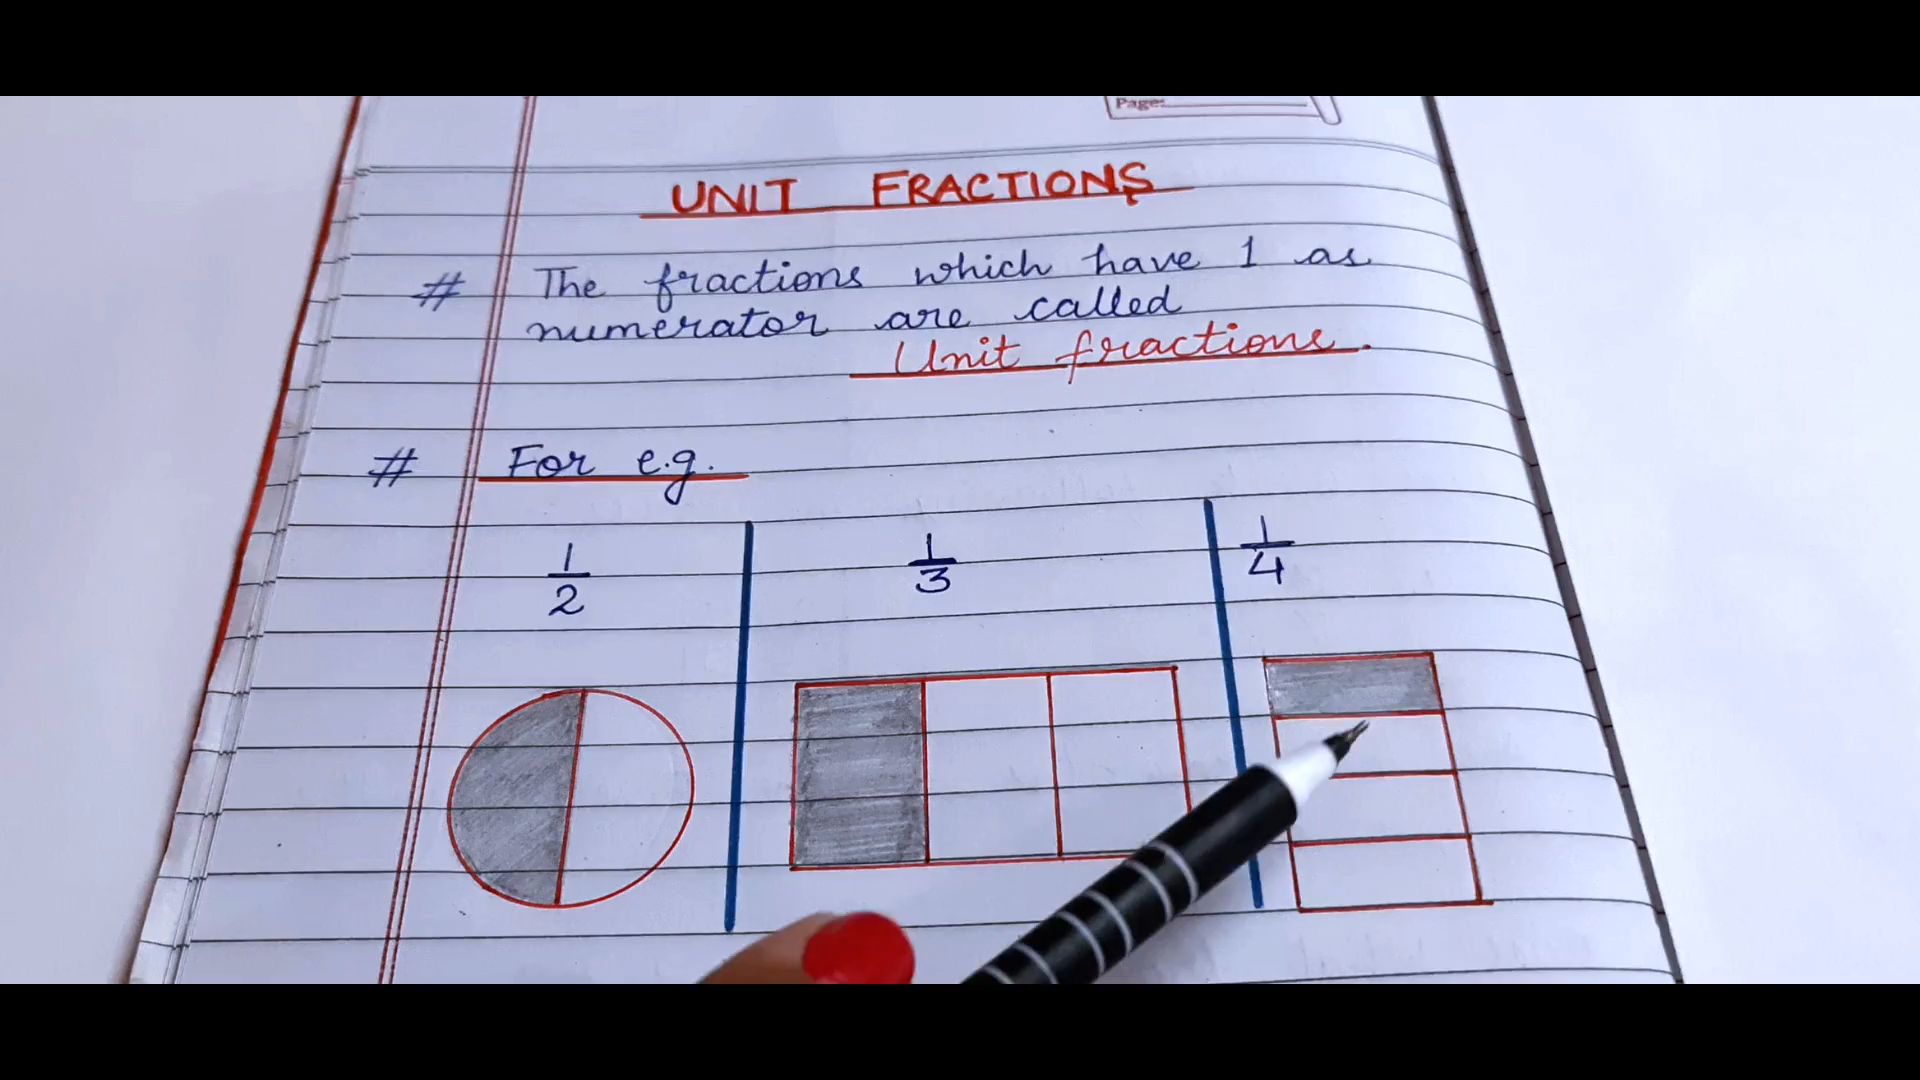 Page:
UNIT FRACTIONS
# The fractions which have 1 as
numerator are called
Unit fractions.
# For e.g.
1/2 1/3 1/4